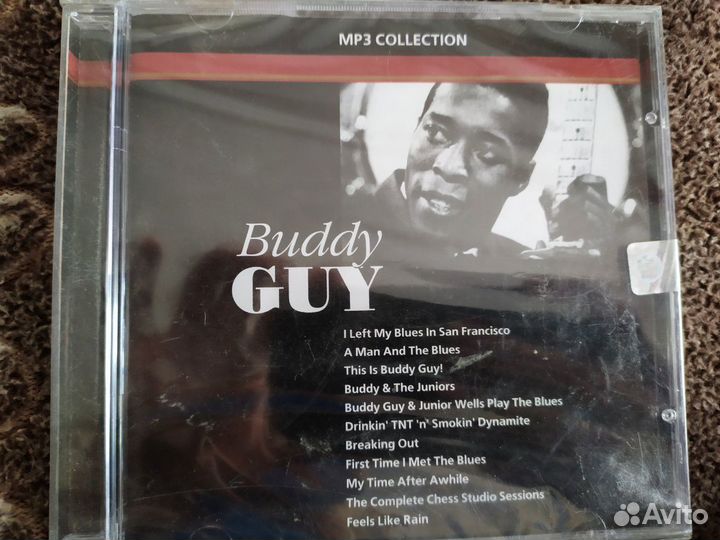 MP3 COLLECTION
Buddy
GUY
I Left My Blues In San Francisco
A Man And The Blues
This Is Buddy Guy!
Buddy & The Juniors
Buddy Guy & Junior Wells Play The Blues
Drinkin' TNT 'n' Smokin' Dynamite
Breaking Out
First Time I Met The Blues
My Time After Awhile
The Complete Chess Studio Sessions
Feels Like Rain
Avito